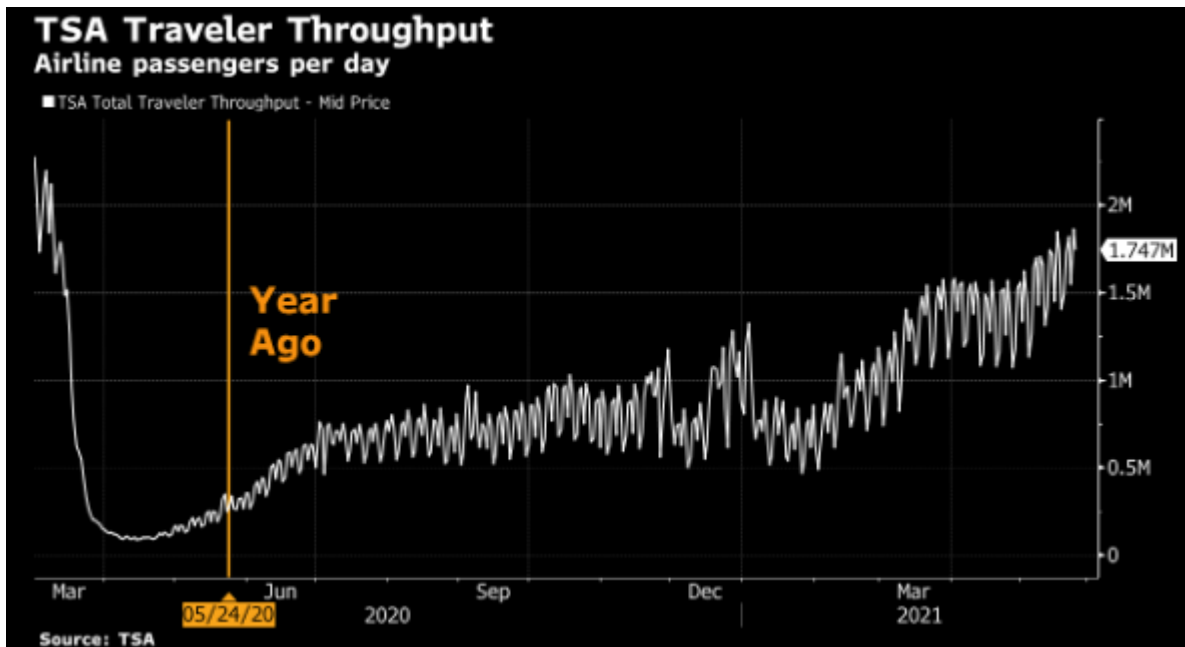 TSA Traveler Throughput
Airline passengers per day
TSA Total Traveler Throughput - Mid Price
2M
1.747M
Year
Ago
1.5M
1M
0.5M
0
Mar Jun Sep Dec Mar
05/24/20 2020 2021
Source: TSA